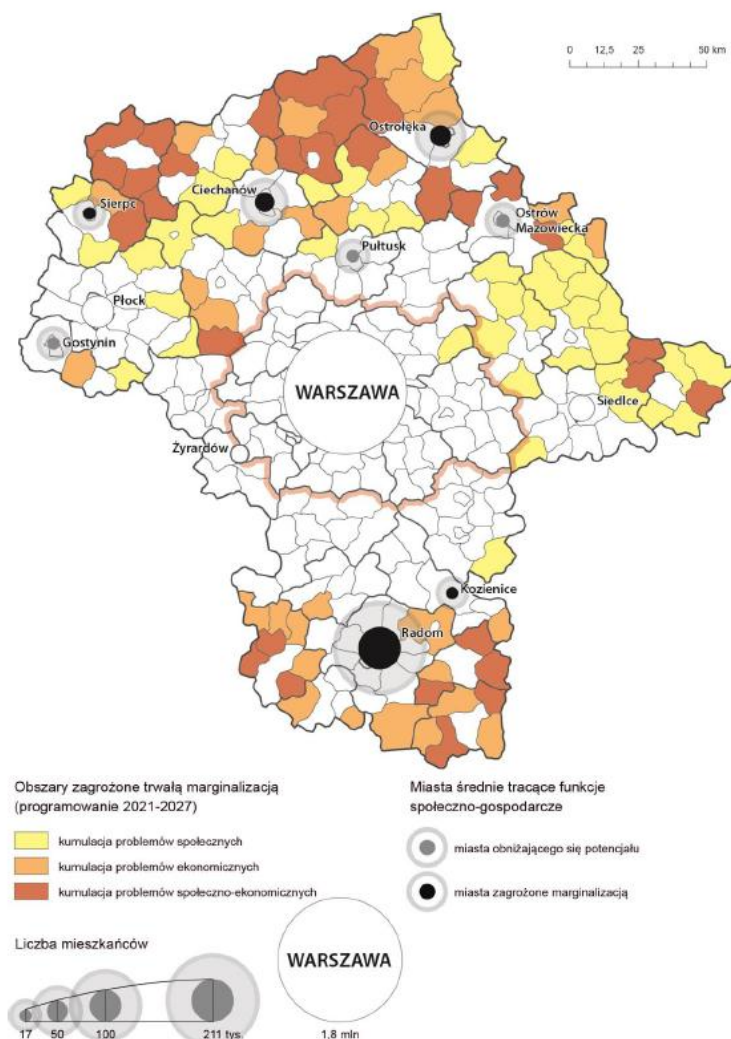 0 12,5 25 50 km
Ostrołęka
Ciechanów
Sierpc
Ostrów
Mazowiecka
Pułtusk
Płock
Gostynin
WARSZAWA
Siedlce
Żyrardów
Kozienice
Radom
Obszary zagrożone trwałą marginalizacją
(programowanie 2021-2027)
kumulacja problemów społecznych
kumulacja problemów ekonomicznych
kumulacja problemów społeczno-ekonomicznych
Miasta średnie tracące funkcje
społeczno-gospodarcze
miasta obniżającego się potencjału
miasta zagrożone marginalizacją
Liczba mieszkańców
WARSZAWA
17 50 100 211 tys. 1.8 mln